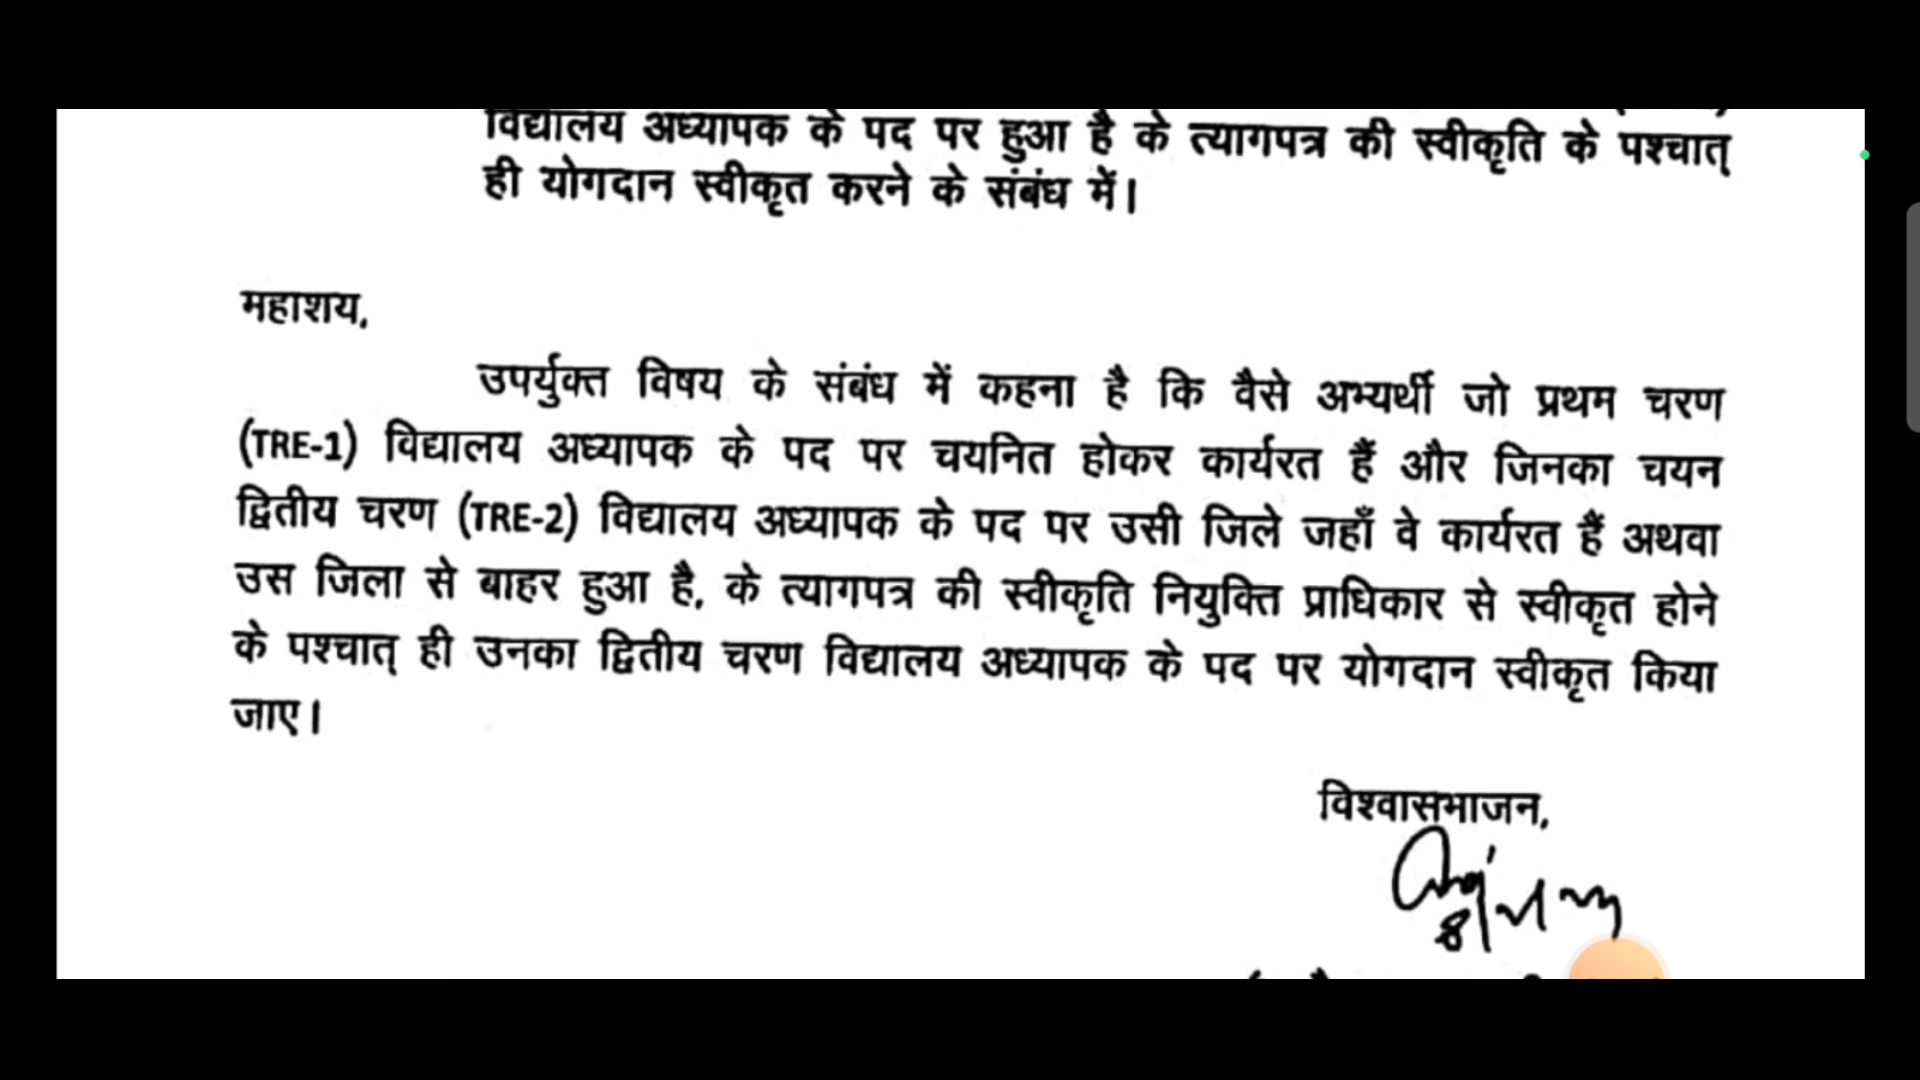 विद्यालय अध्यापक के पद पर हुआ है के त्यागपत्र की स्वीकृति के पश्चात्
ही योगदान स्वीकृत करने के संबंध में।
महाशय,
उपर्युक्त विषय के संबंध में कहना है कि वैसे अभ्यर्थी जो प्रथम चरण
(TRE-1) विद्यालय अध्यापक के पद पर चयनित होकर कार्यरत हैं और जिनका चयन
द्वितीय चरण (TRE-2) विद्यालय अध्यापक के पद पर उसी जिले जहाँ वे कार्यरत हैं अथवा
उस जिला से बाहर हुआ है, के त्यागपत्र की स्वीकृति नियुक्ति प्राधिकार से स्वीकृत होने
के पश्चात् ही उनका द्वितीय चरण विद्यालय अध्यापक के पद पर योगदान स्वीकृत किया
जाए।
विश्वासभाजन,